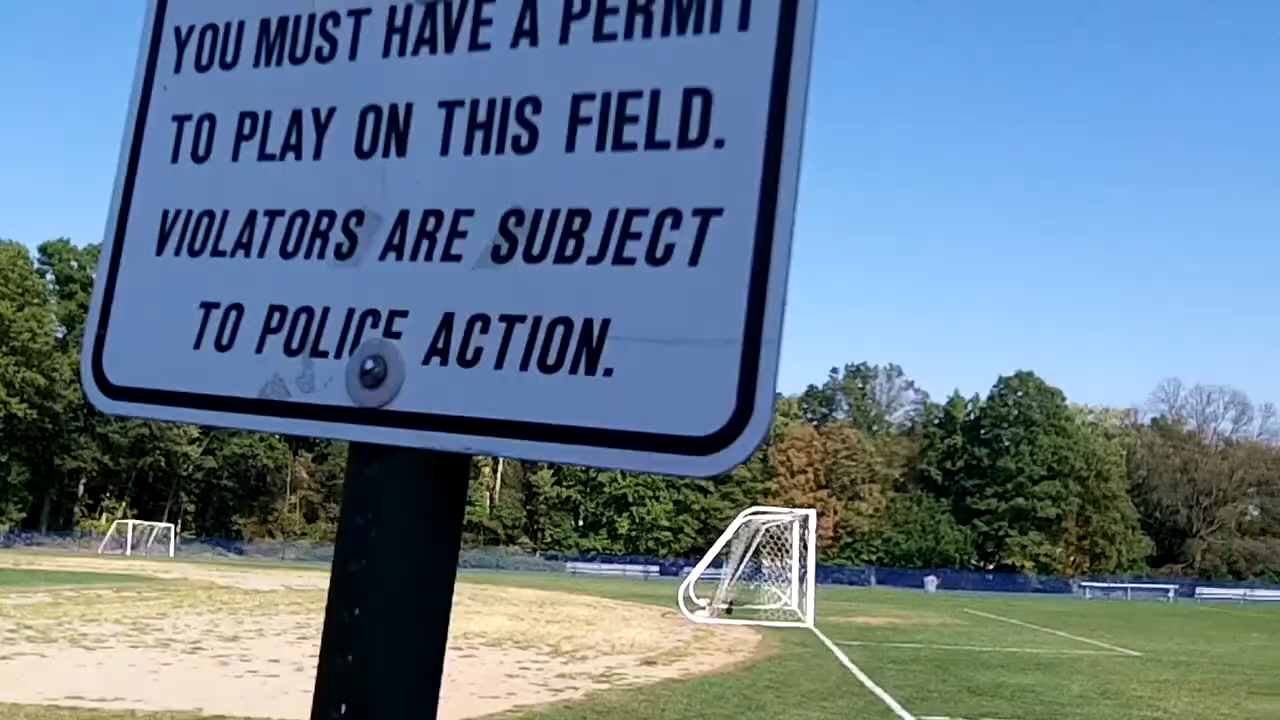 YOU MUST HAVE A PERMIT
TO PLAY ON THIS FIELD.
VIOLATORS ARE SUBJECT
TO POLICE ACTION.